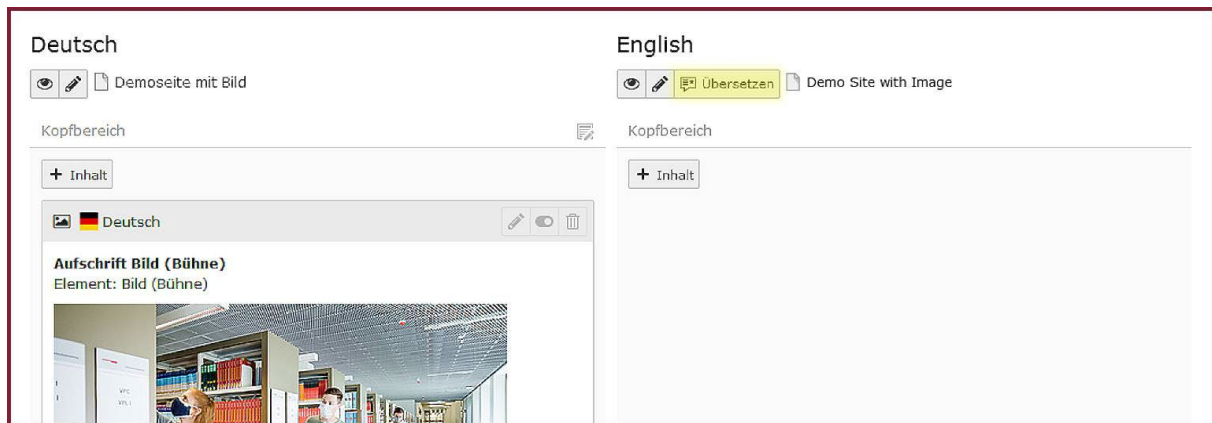 Deutsch
Demoseite mit Bild
Kopfbereich
+ Inhalt
Deutsch
Aufschrift Bild (Bühne)
Element: Bild (Bühne)
English
Übersetzen Demo Site with Image
Kopfbereich
+ Inhalt